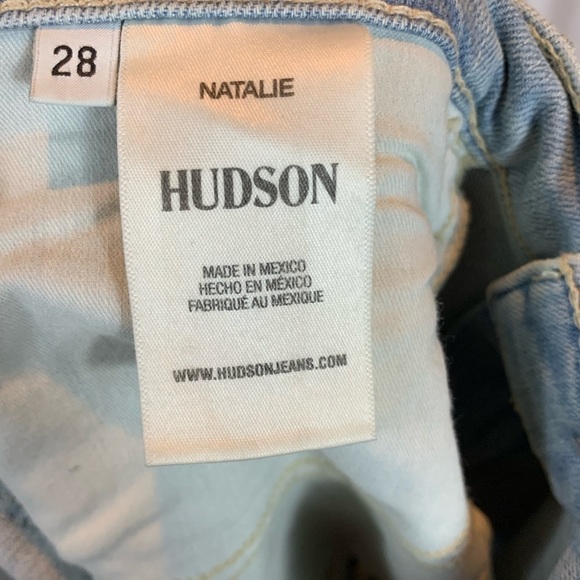 28
NATALIE
HUDSON
MADE IN MEXICO
HECHO EN MÉXICO
FABRIQUÉ AU MEXIQUE
WWW.HUDSONJEANS.COM